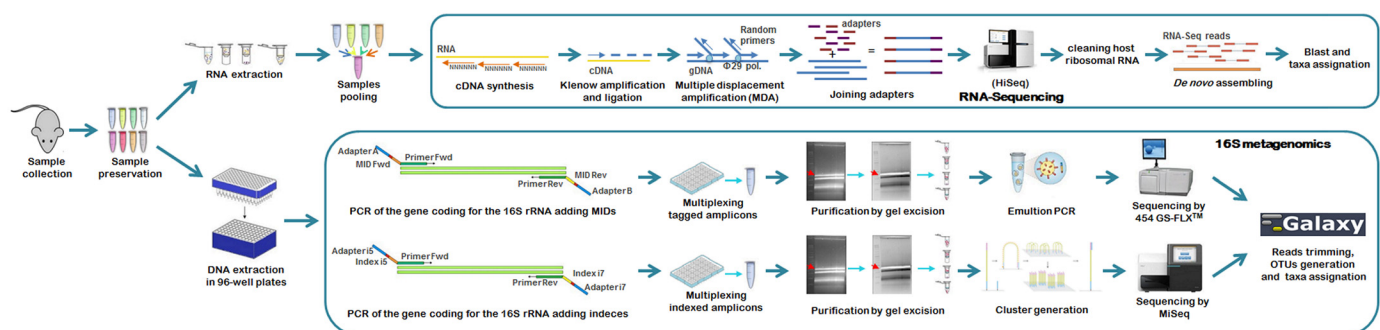 Sample
collection
Sample
preservation
RNA extraction
Samples
pooling
RNA
NNNNNN NNNNNN NNNNNN
cDNA synthesis
cDNA
Klenow amplification
and ligation
Random
primers
gDNA
Φ29 pol.
Multiple displacement
amplification (MDA)
adapters
+
=
Joining adapters
(HiSeq)
RNA-Sequencing
cleaning host
ribosomal RNA
RNA-Seq reads
De novo assembling
Blast and
taxa assignation
DNA extraction
in 96-well plates
16S metagenomics
Adapter A
MID Fwd
Primer Fwd
MID Rev
Primer Rev
Adapter B
PCR of the gene coding for the 16S rRNA adding MIDs
Multiplexing
tagged amplicons
Purification by gel excision
Emultion PCR
Sequencing by
454 GS-FLX™
Adapter i5
Index i5
Primer Fwd
Index i7
Primer Rev
Adapter i7
PCR of the gene coding for the 16S rRNA adding indeces
Multiplexing
indexed amplicons
Purification by gel excision
Cluster generation
Sequencing by
MiSeq
Galaxy
Reads trimming,
OTUs generation
and taxa assignation